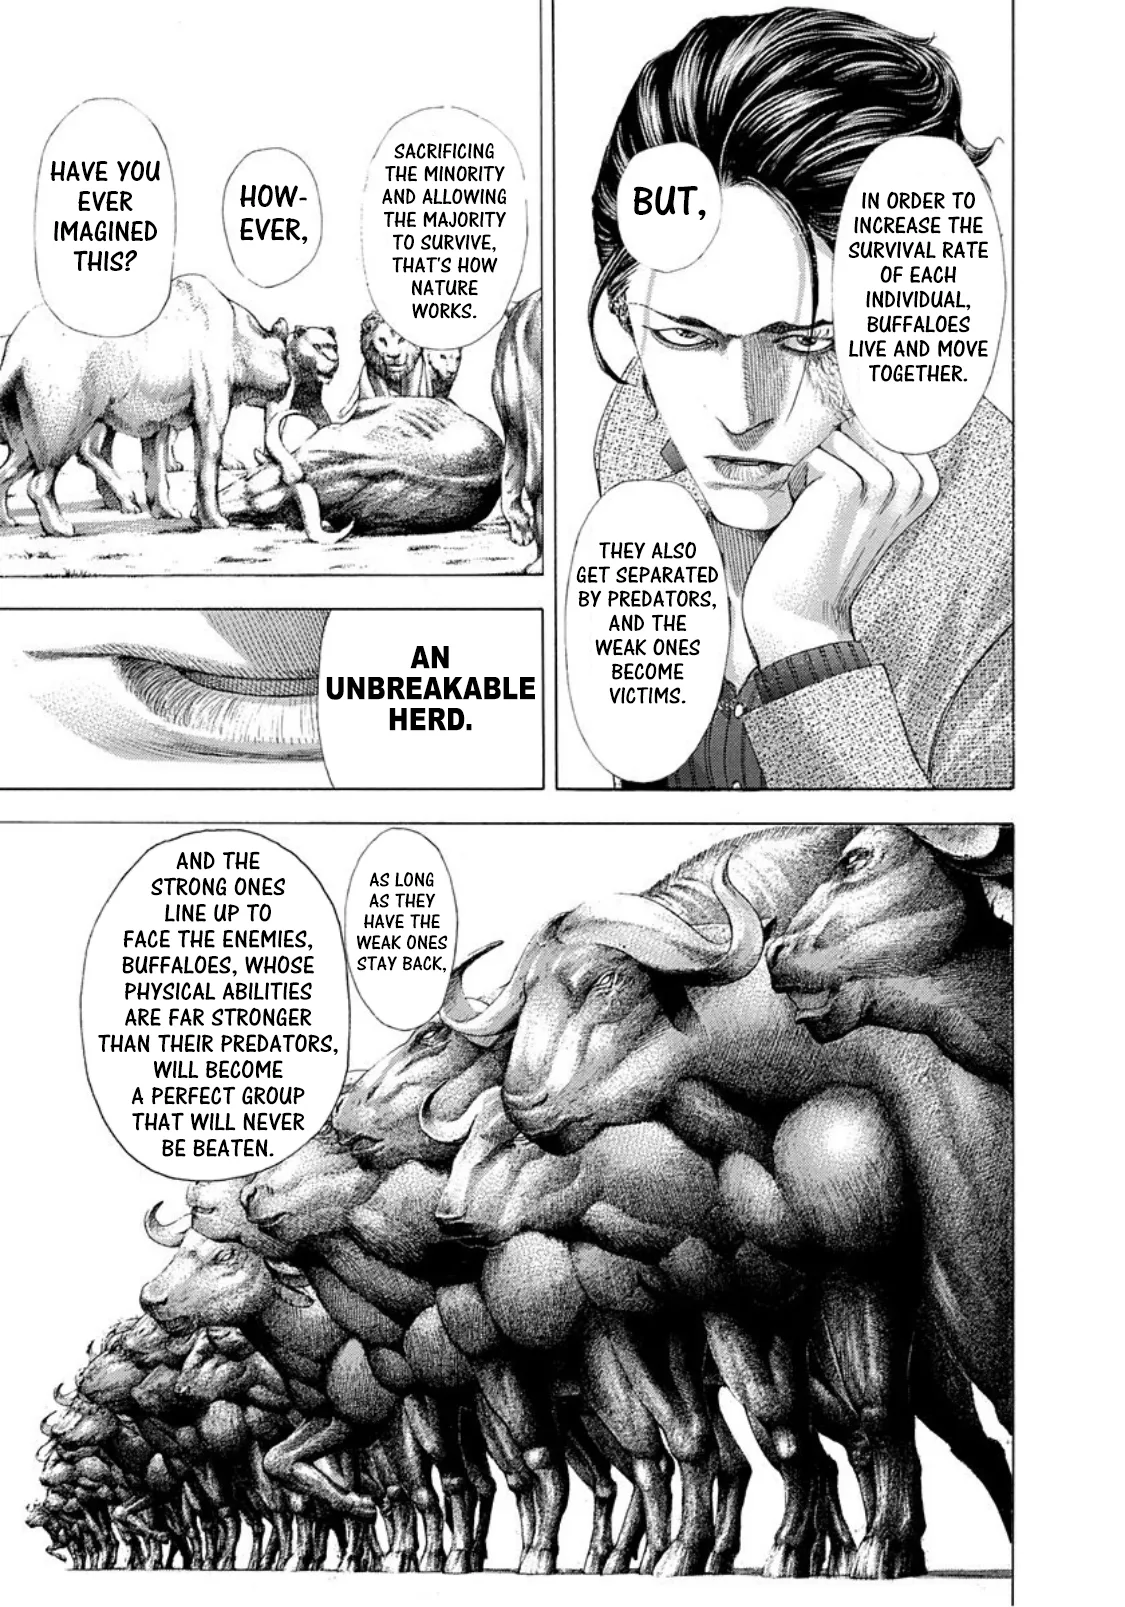 IN ORDER TO
INCREASE THE
SURVIVAL RATE
OF EACH
INDIVIDUAL,
BUFFALOES
LIVE AND MOVE
TOGETHER.
BUT,
THEY ALSO
GET SEPARATED
BY PREDATORS,
AND THE
WEAK ONES
BECOME
VICTIMS.
SACRIFICING
THE MINORITY
AND ALLOWING
THE MAJORITY
TO SURVIVE,
THAT'S HOW
NATURE
WORKS.
HOW-
EVER,
HAVE YOU
EVER
IMAGINED
THIS?
AN
UNBREAKABLE
HERD.
AS LONG
AS THEY
HAVE THE
WEAK ONES
STAY BACK,
AND THE
STRONG ONES
LINE UP TO
FACE THE ENEMIES,
BUFFALOES, WHOSE
PHYSICAL ABILITIES
ARE FAR STRONGER
THAN THEIR PREDATORS,
WILL BECOME
A PERFECT GROUP
THAT WILL NEVER
BE BEATEN.